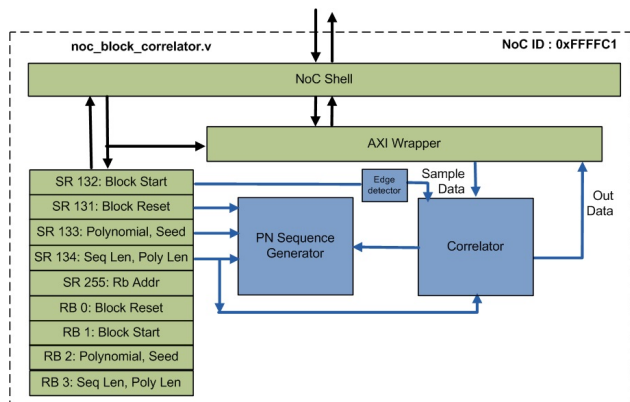 noc_block_correlator.v
NoC ID : 0xFFFFC1
NoC Shell
AXI Wrapper
SR 132: Block Start
Edge
detector
Sample
Data
Out
Data
SR 131: Block Reset
SR 133: Polynomial, Seed
SR 134: Seq Len, Poly Len
SR 255: Rb Addr
RB 0: Block Reset
RB 1: Block Start
RB 2: Polynomial, Seed
RB 3: Seq Len, Poly Len
PN Sequence
Generator
Correlator